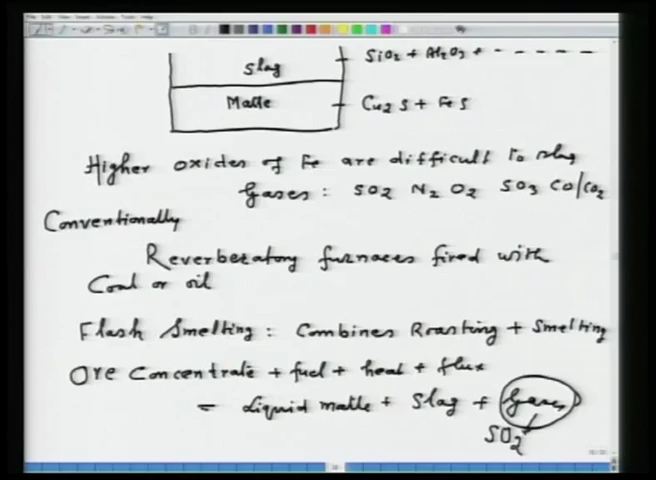 Slag
SiO2 + Al2O3 + - - - - -
Matte
Cu2S + FeS
Higher oxides of Fe are difficult to slag
Gases : SO2 N2 O2 SO3 CO/CO2
Conventionally
Reverberatory furnaces fired with
Coal or oil
Flash Smelting : Combines Roasting + Smelting
Ore Concentrate + fuel + heat + flux
= Liquid matte + Slag + Gases
SO2